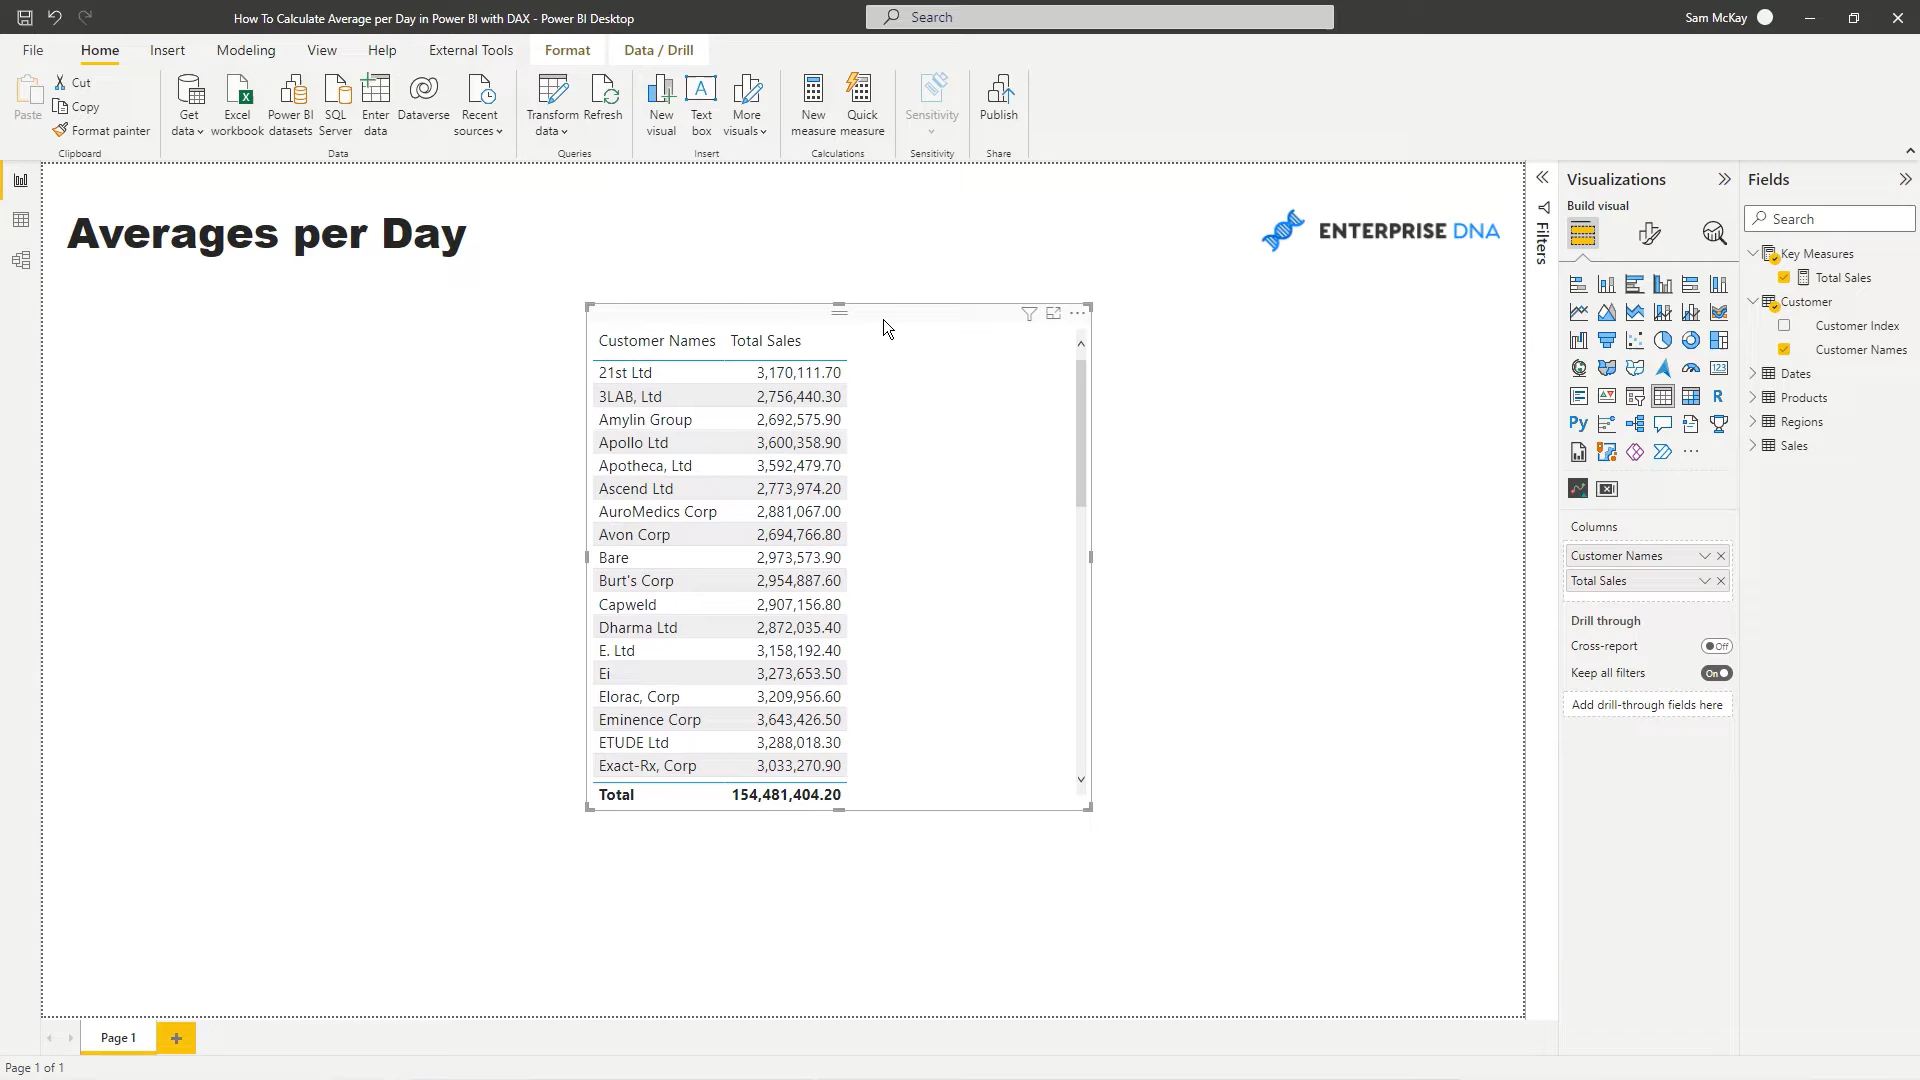 How To Calculate Average per Day in Power BI with DAX - Power BI Desktop
Search
Sam McKay
File
Home
Insert
Modeling
View
Help
External Tools
Format
Data / Drill
Paste
Cut
Copy
Format painter
Clipboard
Get data
Excel workbook
Power BI datasets
SQL Server
Enter data
Dataverse
Recent sources
Data
Transform data
Refresh
Queries
New visual
Text box
More visuals
Insert
New measure
Quick measure
Calculations
Sensitivity
Sensitivity
Publish
Share
Averages per Day
ENTERPRISE DNA
Customer Names Total Sales
21st Ltd 3,170,111.70
3LAB, Ltd 2,756,440.30
Amylin Group 2,692,575.90
Apollo Ltd 3,600,358.90
Apotheca, Ltd 3,592,479.70
Ascend Ltd 2,773,974.20
AuroMedics Corp 2,881,067.00
Avon Corp 2,694,766.80
Bare 2,973,573.90
Burt's Corp 2,954,887.60
Capweld 2,907,156.80
Dharma Ltd 2,872,035.40
E. Ltd 3,158,192.40
Ei 3,273,653.50
Elorac, Corp 3,209,956.60
Eminence Corp 3,643,426.50
ETUDE Ltd 3,288,018.30
Exact-Rx, Corp 3,033,270.90
Total 154,481,404.20
Filters
Visualizations
Build visual
123
R
Py
Columns
Customer Names
Total Sales
Drill through
Cross-report Off
Keep all filters On
Add drill-through fields here
Fields
Search
Key Measures
Total Sales
Customer
Customer Index
Customer Names
Dates
Products
Regions
Sales
Page 1
Page 1 of 1